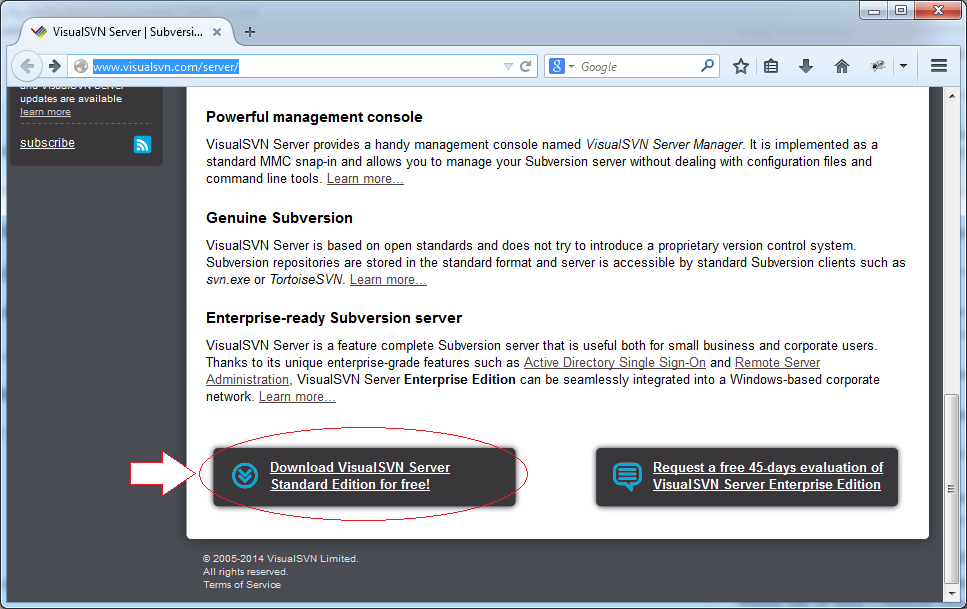 VisualSVN Server | Subversi...
www.visualsvn.com/server/
Google
and VisualSVN Server
updates are available
learn more
subscribe
Powerful management console
VisualSVN Server provides a handy management console named VisualSVN Server Manager. It is implemented as a
standard MMC snap-in and allows you to manage your Subversion server without dealing with configuration files and
command line tools. Learn more...
Genuine Subversion
VisualSVN Server is based on open standards and does not try to introduce a proprietary version control system.
Subversion repositories are stored in the standard format and server is accessible by standard Subversion clients such as
svn.exe or TortoiseSVN. Learn more...
Enterprise-ready Subversion server
VisualSVN Server is a feature complete Subversion server that is useful both for small business and corporate users.
Thanks to its unique enterprise-grade features such as Active Directory Single Sign-On and Remote Server
Administration, VisualSVN Server Enterprise Edition can be seamlessly integrated into a Windows-based corporate
network. Learn more...
Download VisualSVN Server
Standard Edition for free!
Request a free 45-days evaluation of
VisualSVN Server Enterprise Edition
© 2005-2014 VisualSVN Limited.
All rights reserved.
Terms of Service